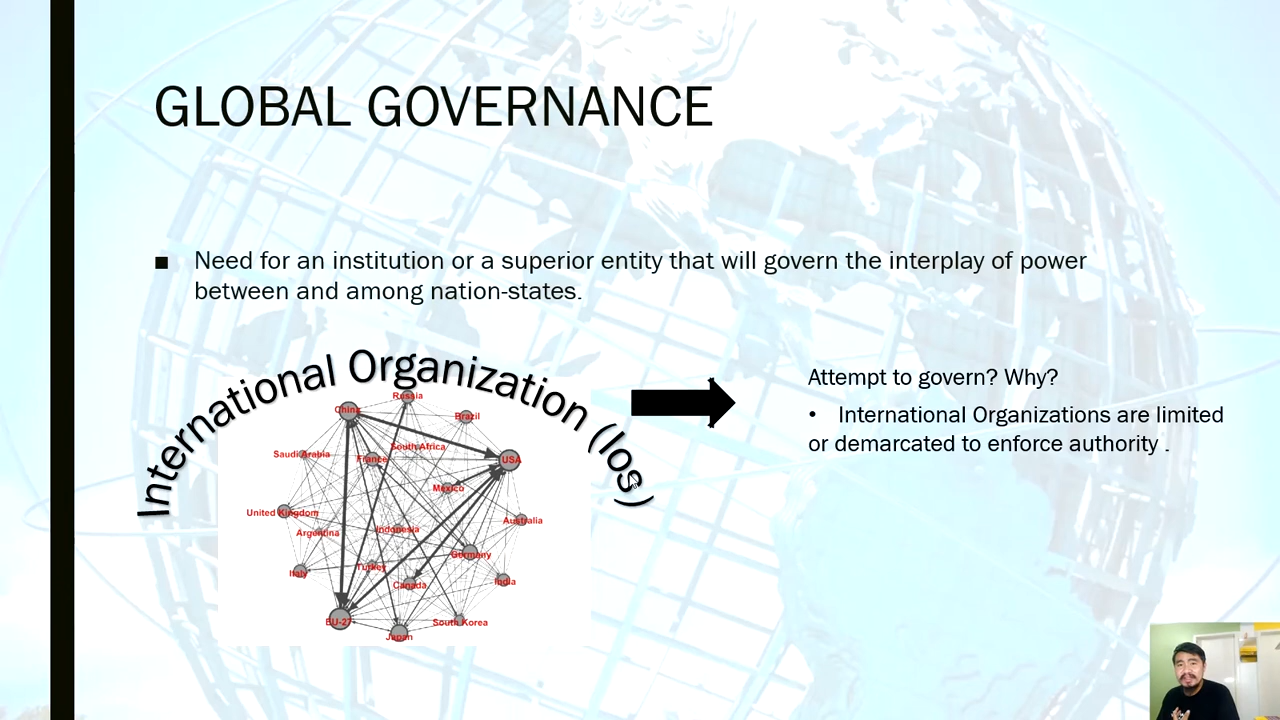 GLOBAL GOVERNANCE
■ Need for an institution or a superior entity that will govern the interplay of power
between and among nation-states.
International Organization (Ios)
Russia
China
Brazil
South Africa
Saudi Arabia
France
USA
Mexico
United Kingdom
Australia
Argentina
Indonesia
Germany
Italy
Turkey
Canada
India
EU-27
South Korea
Japan
Attempt to govern? Why?
• International Organizations are limited
or demarcated to enforce authority .